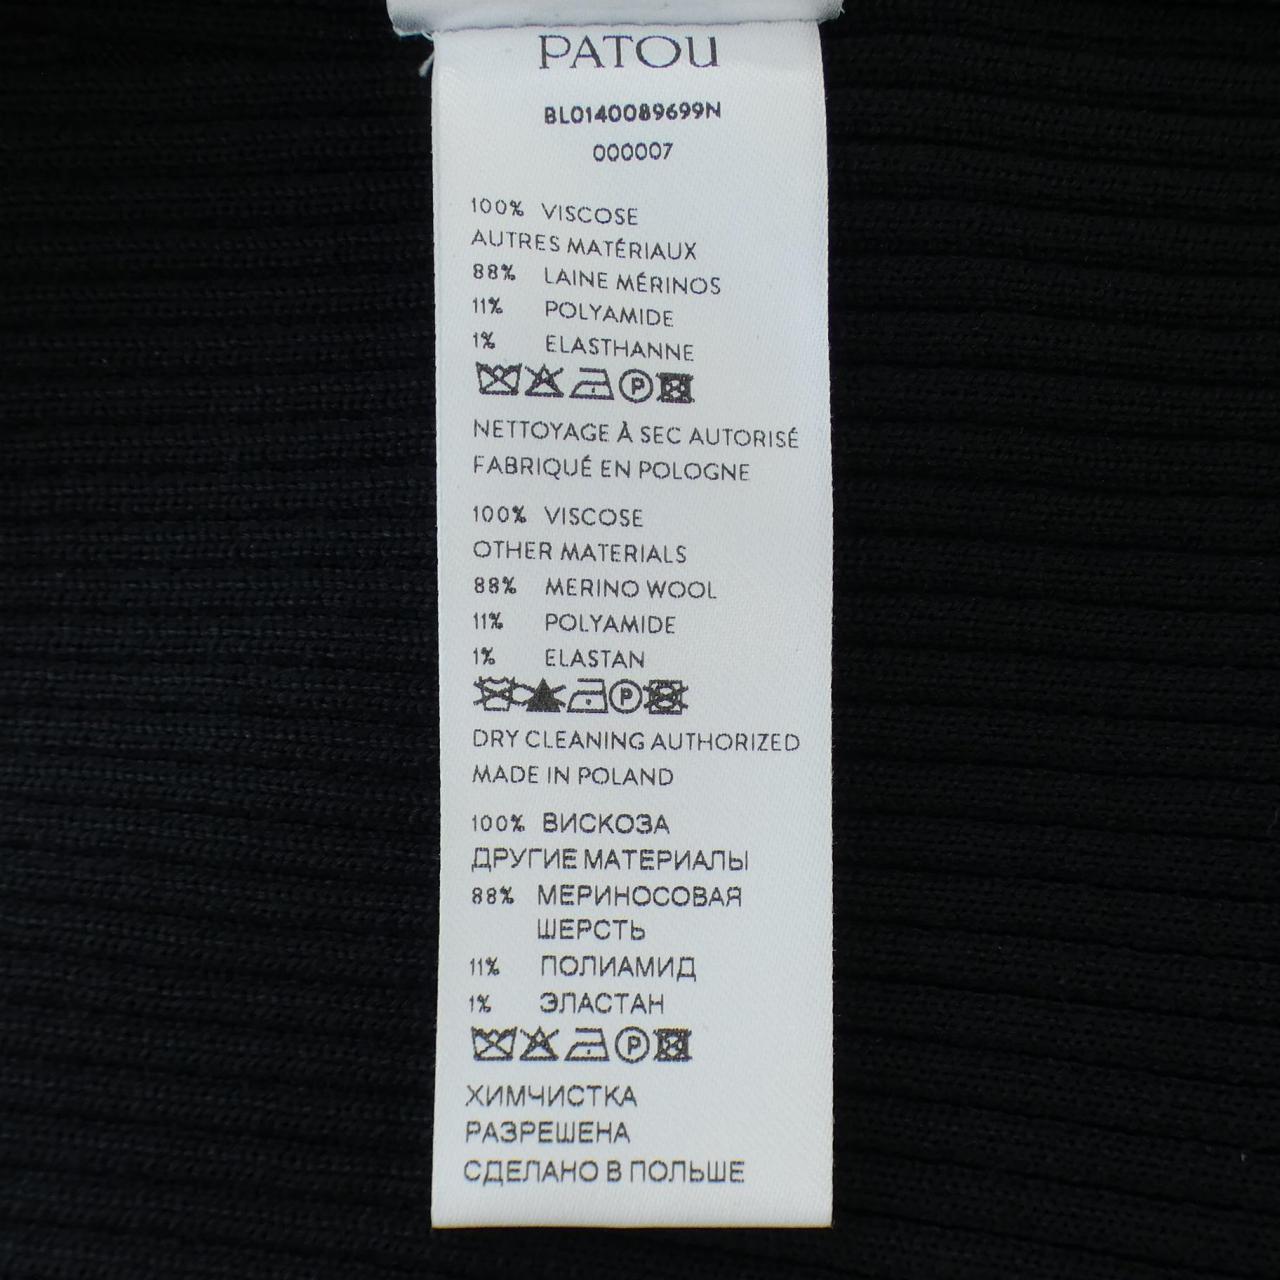 PATOU
BL0140089699N
000007
100% VISCOSE
AUTRES MATÉRIAUX
88% LAINE MÉRINOS
11% POLYAMIDE
1% ELASTHANNE
P
NETTOYAGE À SEC AUTORISÉ
FABRIQUÉ EN POLOGNE
100% VISCOSE
OTHER MATERIALS
88% MERINO WOOL
11% POLYAMIDE
1% ELASTAN
P
DRY CLEANING AUTHORIZED
MADE IN POLAND
100% ВИСКОЗА
ДРУГИЕ МАТЕРИАЛЫ
88% МЕРИНОСОВАЯ
ШЕРСТЬ
11% ПОЛИАМИД
1% ЭЛАСТАН
P
ХИМЧИСТКА
РАЗРЕШЕНА
СДЕЛАНО В ПОЛЬШЕ